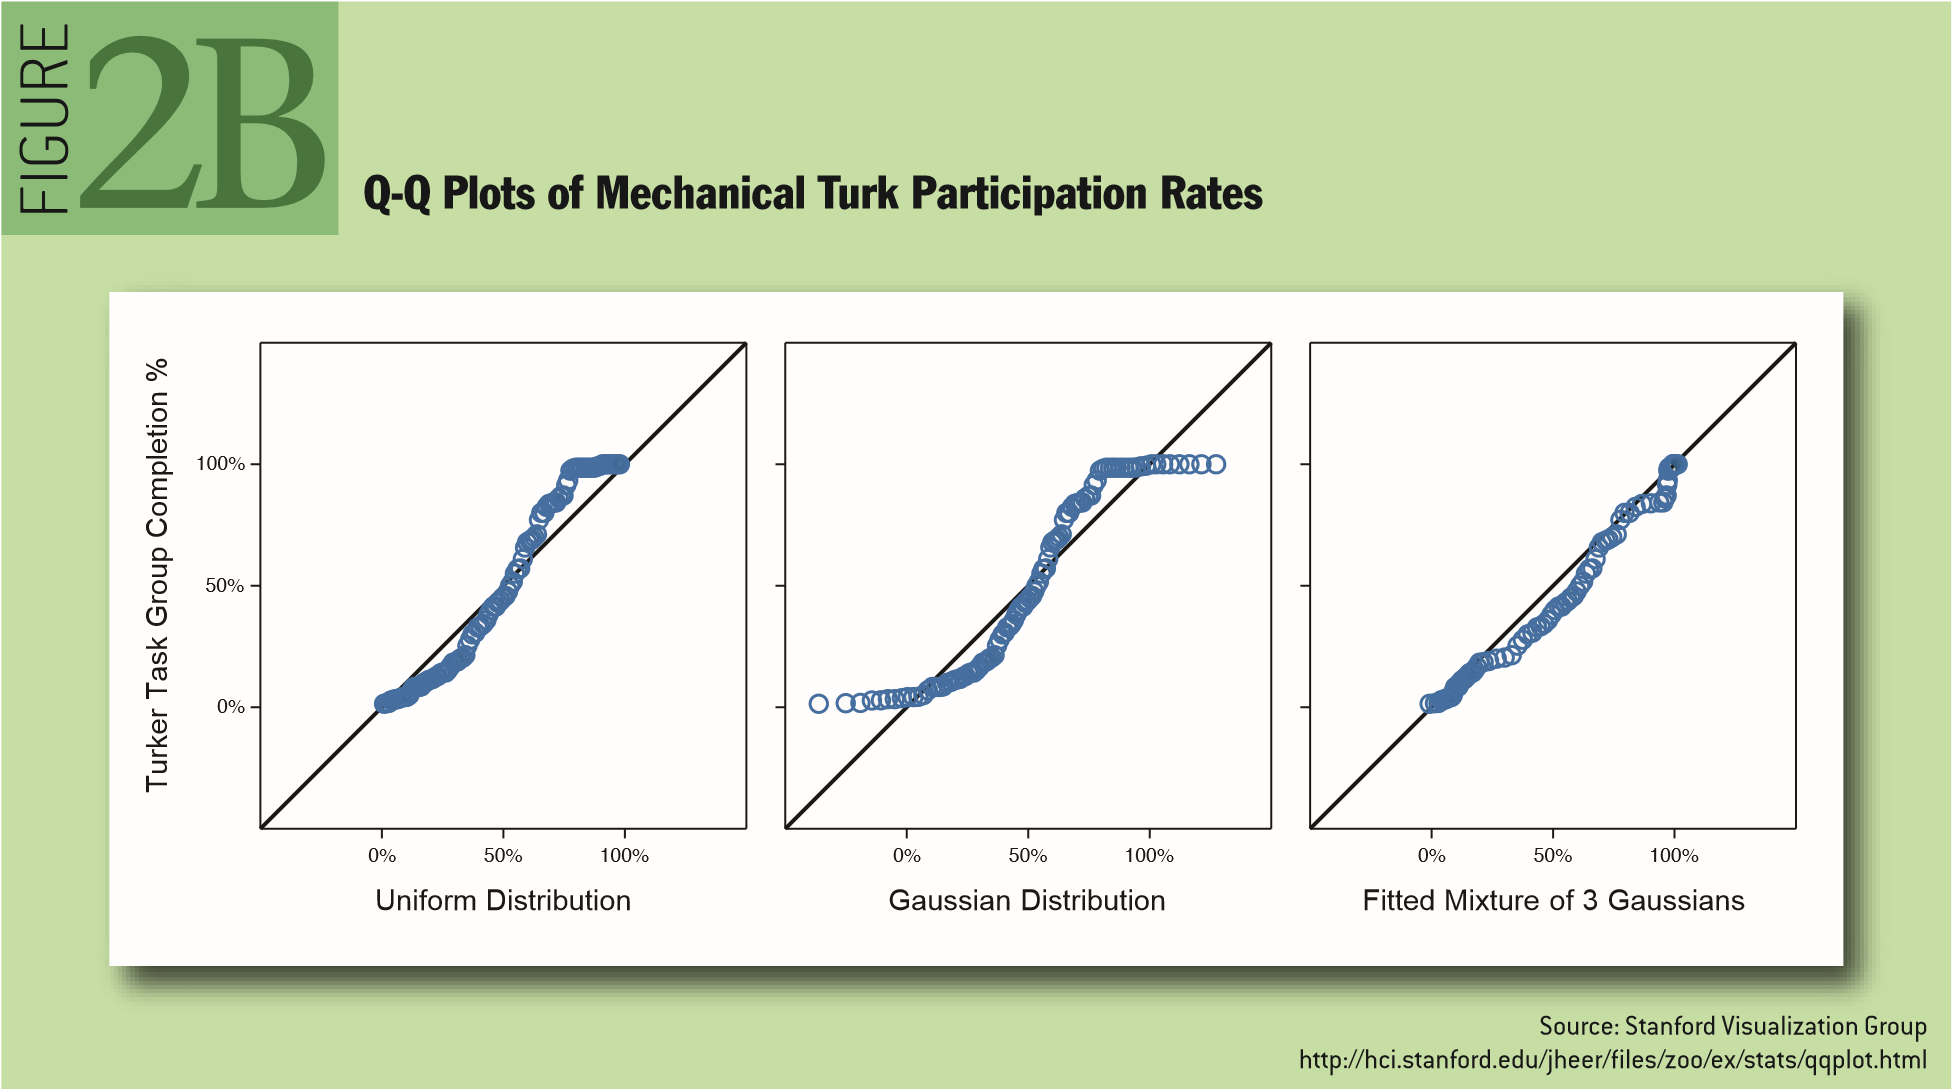 FIGURE
2B
Q-Q Plots of Mechanical Turk Participation Rates
Turker Task Group Completion %
100%
50%
0%
0% 50% 100%
Uniform Distribution
0% 50% 100%
Gaussian Distribution
0% 50% 100%
Fitted Mixture of 3 Gaussians
Source: Stanford Visualization Group
http://hci.stanford.edu/jheer/files/zoo/ex/stats/qqplot.html